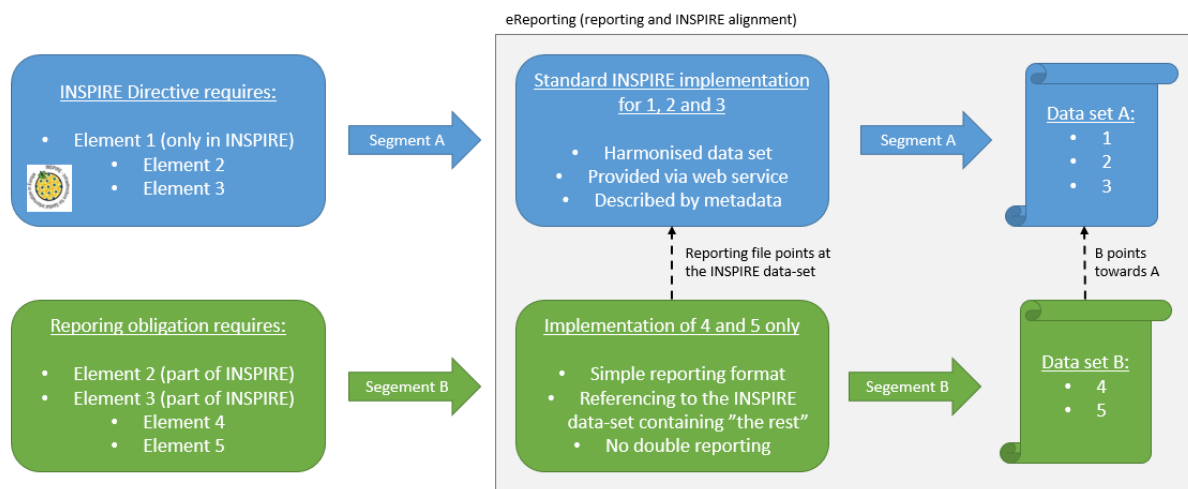 eReporting (reporting and INSPIRE alignment)
INSPIRE Directive requires:
• Element 1 (only in INSPIRE)
• Element 2
• Element 3
Segment A
Standard INSPIRE implementation
for 1, 2 and 3
• Harmonised data set
• Provided via web service
• Described by metadata
Segment A
Data set A:
• 1
• 2
• 3
Reporting file points at
the INSPIRE data-set
B points
towards A
Reporing obligation requires:
• Element 2 (part of INSPIRE)
• Element 3 (part of INSPIRE)
• Element 4
• Element 5
Segement B
Implementation of 4 and 5 only
• Simple reporting format
• Referencing to the INSPIRE
data-set containing ”the rest”
• No double reporting
Segement B
Data set B:
• 4
• 5